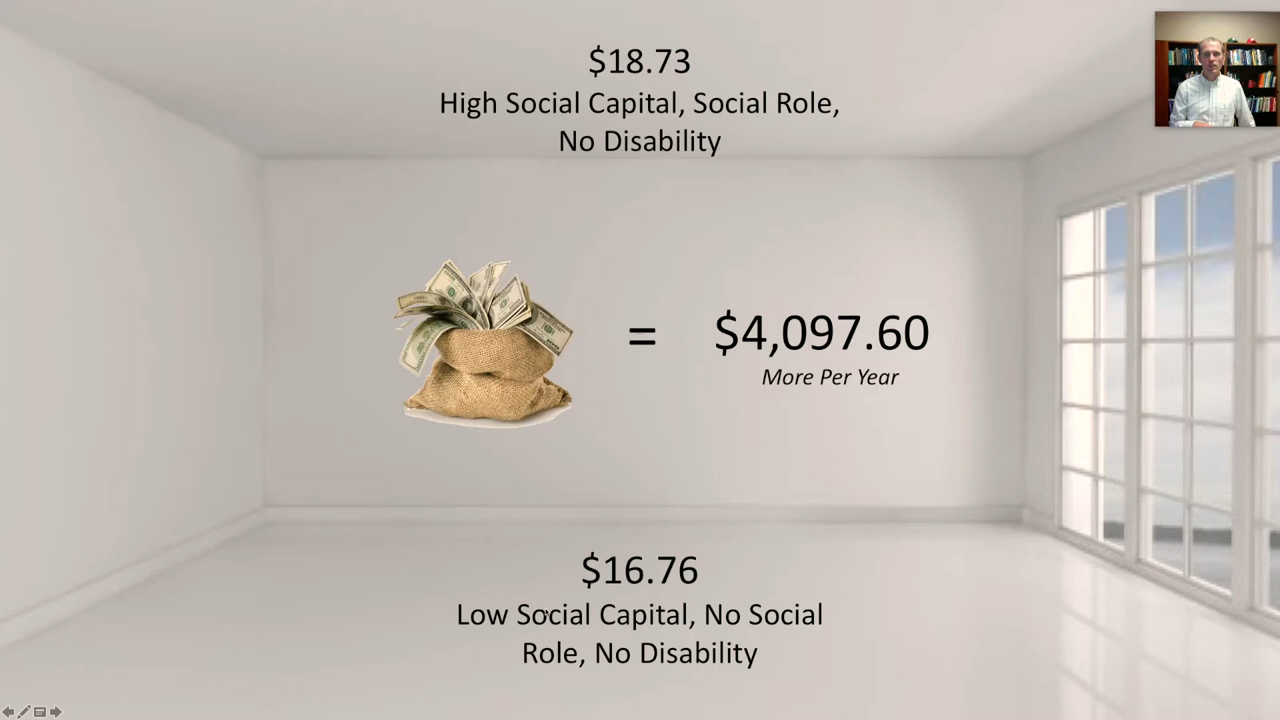 $18.73
High Social Capital, Social Role,
No Disability
=
$4,097.60
More Per Year
$16.76
Low Social Capital, No Social
Role, No Disability